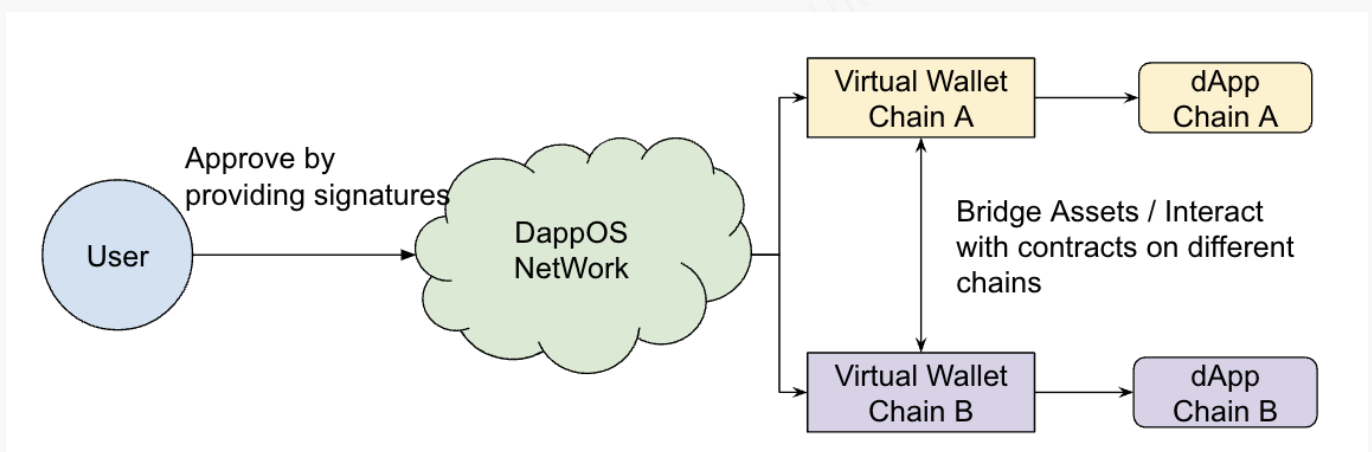 Approve by
providing signatures
User
DappOS
NetWork
Virtual Wallet
Chain A
dApp
Chain A
Bridge Assets / Interact
with contracts on different
chains
Virtual Wallet
Chain B
dApp
Chain B